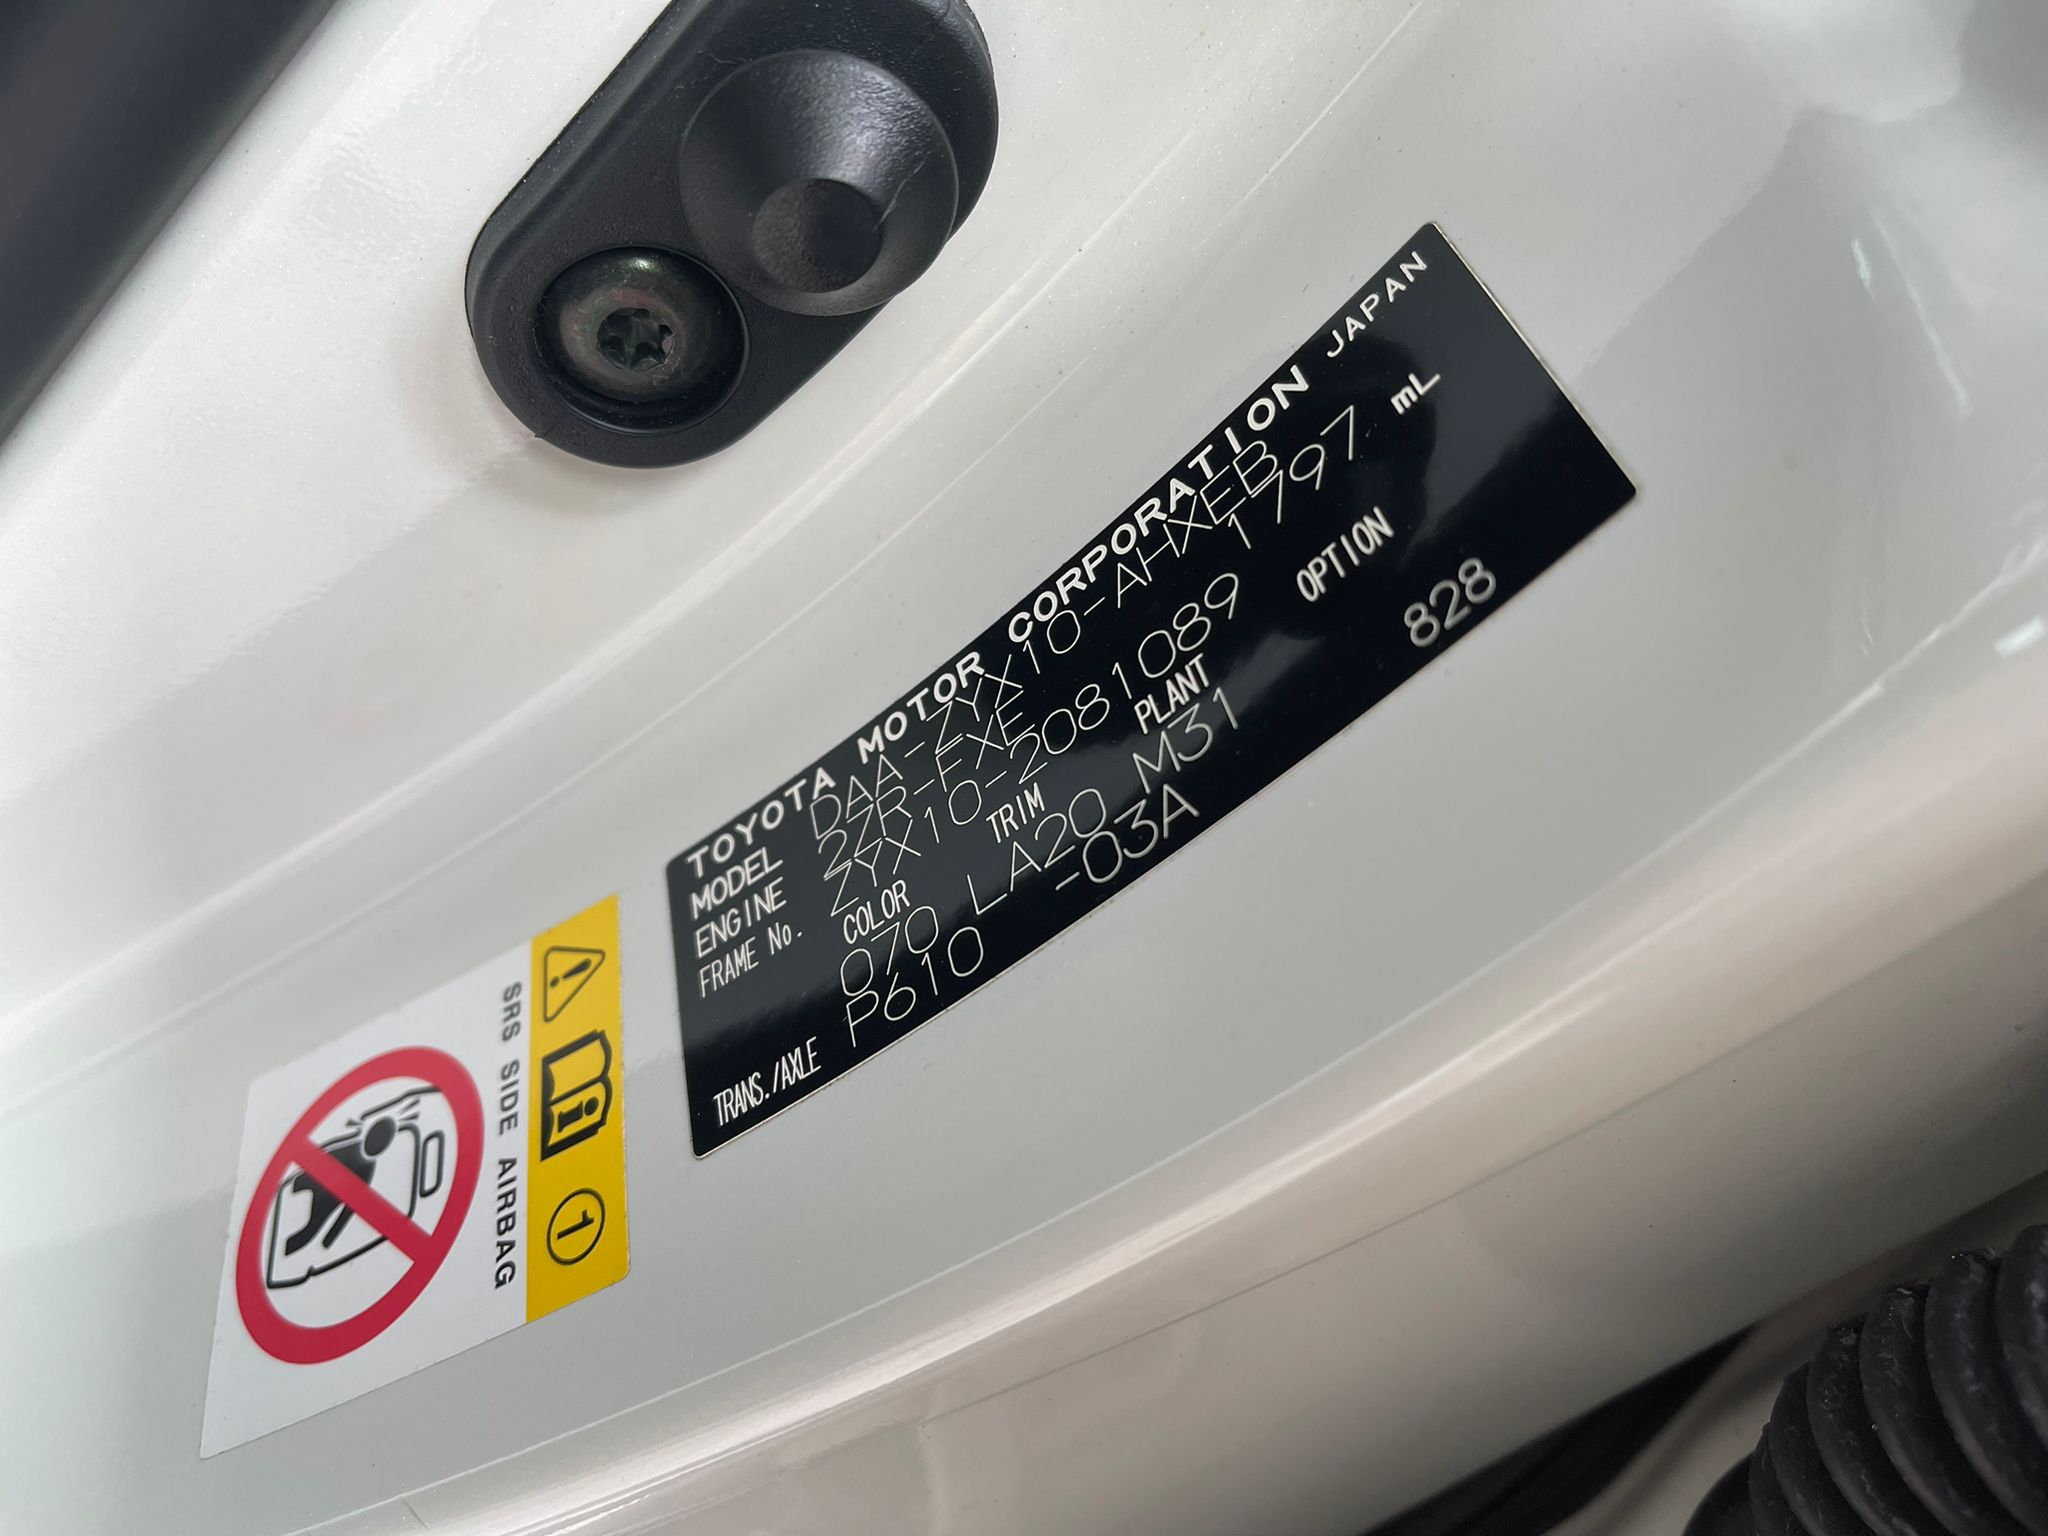 TOYOTA MOTOR CORPORATION JAPAN
MODEL DAA-ZYX10-AHXEB
ENGINE 2ZR-FXE 1797 mL
FRAME No. ZYX10-2081089
COLOR TRIM PLANT OPTION
070 LA20 M31 828
TRANS./AXLE P610 -03A
SRS SIDE AIRBAG
1